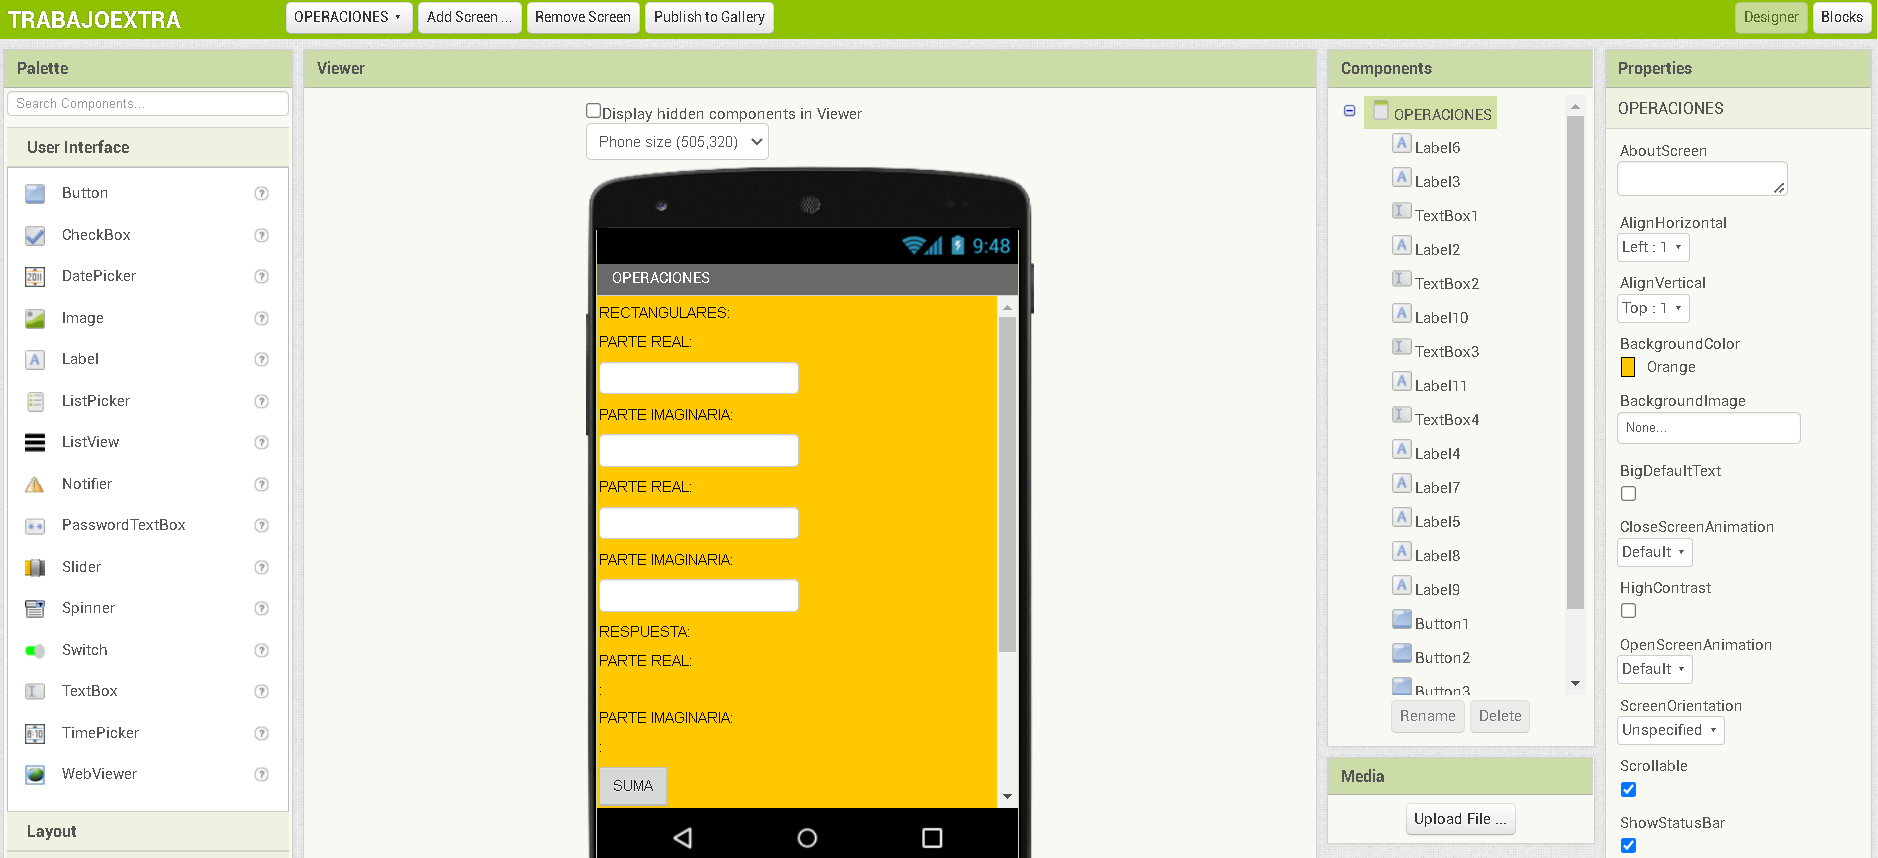 TRABAJOEXTRA
OPERACIONES
Add Screen ...
Remove Screen
Publish to Gallery
Designer
Blocks
Palette
Search Components...
User Interface
Button
CheckBox
DatePicker
Image
Label
ListPicker
ListView
Notifier
PasswordTextBox
Slider
Spinner
Switch
TextBox
TimePicker
WebViewer
Layout
Viewer
Display hidden components in Viewer
Phone size (505,320)
9:48
OPERACIONES
RECTANGULARES:
PARTE REAL:
PARTE IMAGINARIA:
PARTE REAL:
PARTE IMAGINARIA:
RESPUESTA:
PARTE REAL:
:
PARTE IMAGINARIA:
:
SUMA
Components
OPERACIONES
Label6
Label3
TextBox1
Label2
TextBox2
Label10
TextBox3
Label11
TextBox4
Label4
Label7
Label5
Label8
Label9
Button1
Button2
Button3
Rename
Delete
Media
Upload File ...
Properties
OPERACIONES
AboutScreen
AlignHorizontal
Left : 1
AlignVertical
Top : 1
BackgroundColor
Orange
BackgroundImage
None...
BigDefaultText
CloseScreenAnimation
Default
HighContrast
OpenScreenAnimation
Default
ScreenOrientation
Unspecified
Scrollable
ShowStatusBar